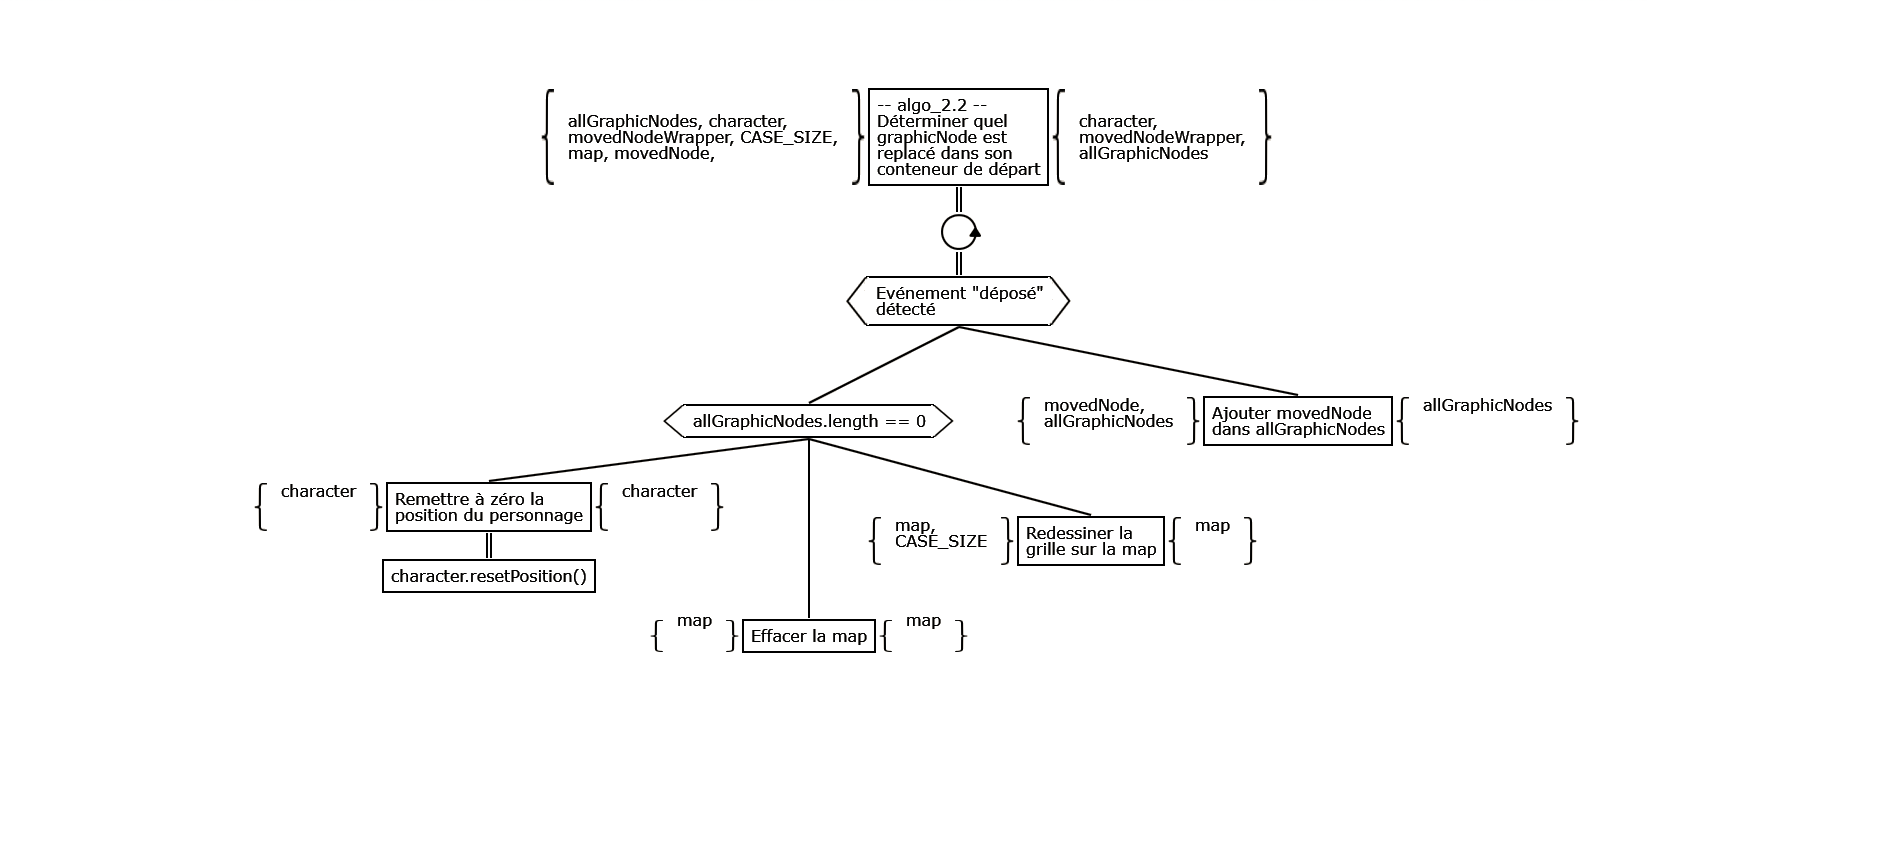 allGraphicNodes, character,
movedNodeWrapper, CASE_SIZE,
map, movedNode,
-- algo_2.2 --
Déterminer quel
graphicNode est
replacé dans son
conteneur de départ
character,
movedNodeWrapper,
allGraphicNodes
Evénement "déposé"
détecté
allGraphicNodes.length == 0
movedNode,
allGraphicNodes
Ajouter movedNode
dans allGraphicNodes
allGraphicNodes
character
Remettre à zéro la
position du personnage
character
character.resetPosition()
map,
CASE_SIZE
Redessiner la
grille sur la map
map
map
Effacer la map
map